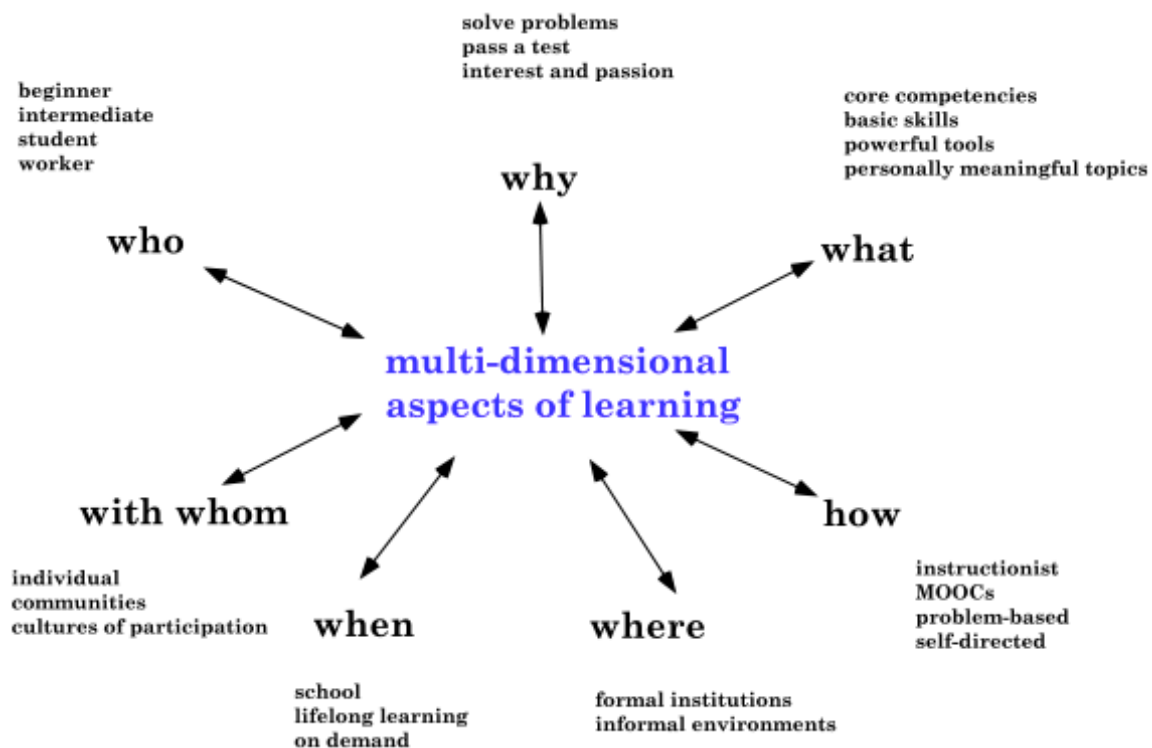 solve problems
pass a test
interest and passion
beginner
intermediate
student
worker
core competencies
basic skills
powerful tools
personally meaningful topics
why
who
what
multi-dimensional
aspects of learning
with whom
how
individual
communities
cultures of participation
instructionist
MOOCs
problem-based
self-directed
when
where
school
lifelong learning
on demand
formal institutions
informal environments